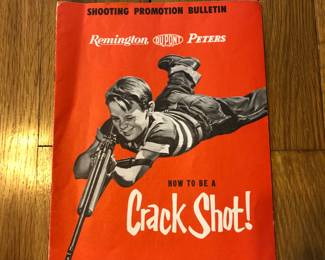 SHOOTING PROMOTION BULLETIN
Remington, DUPONT PETERS
HOW TO BE A
Crack Shot!